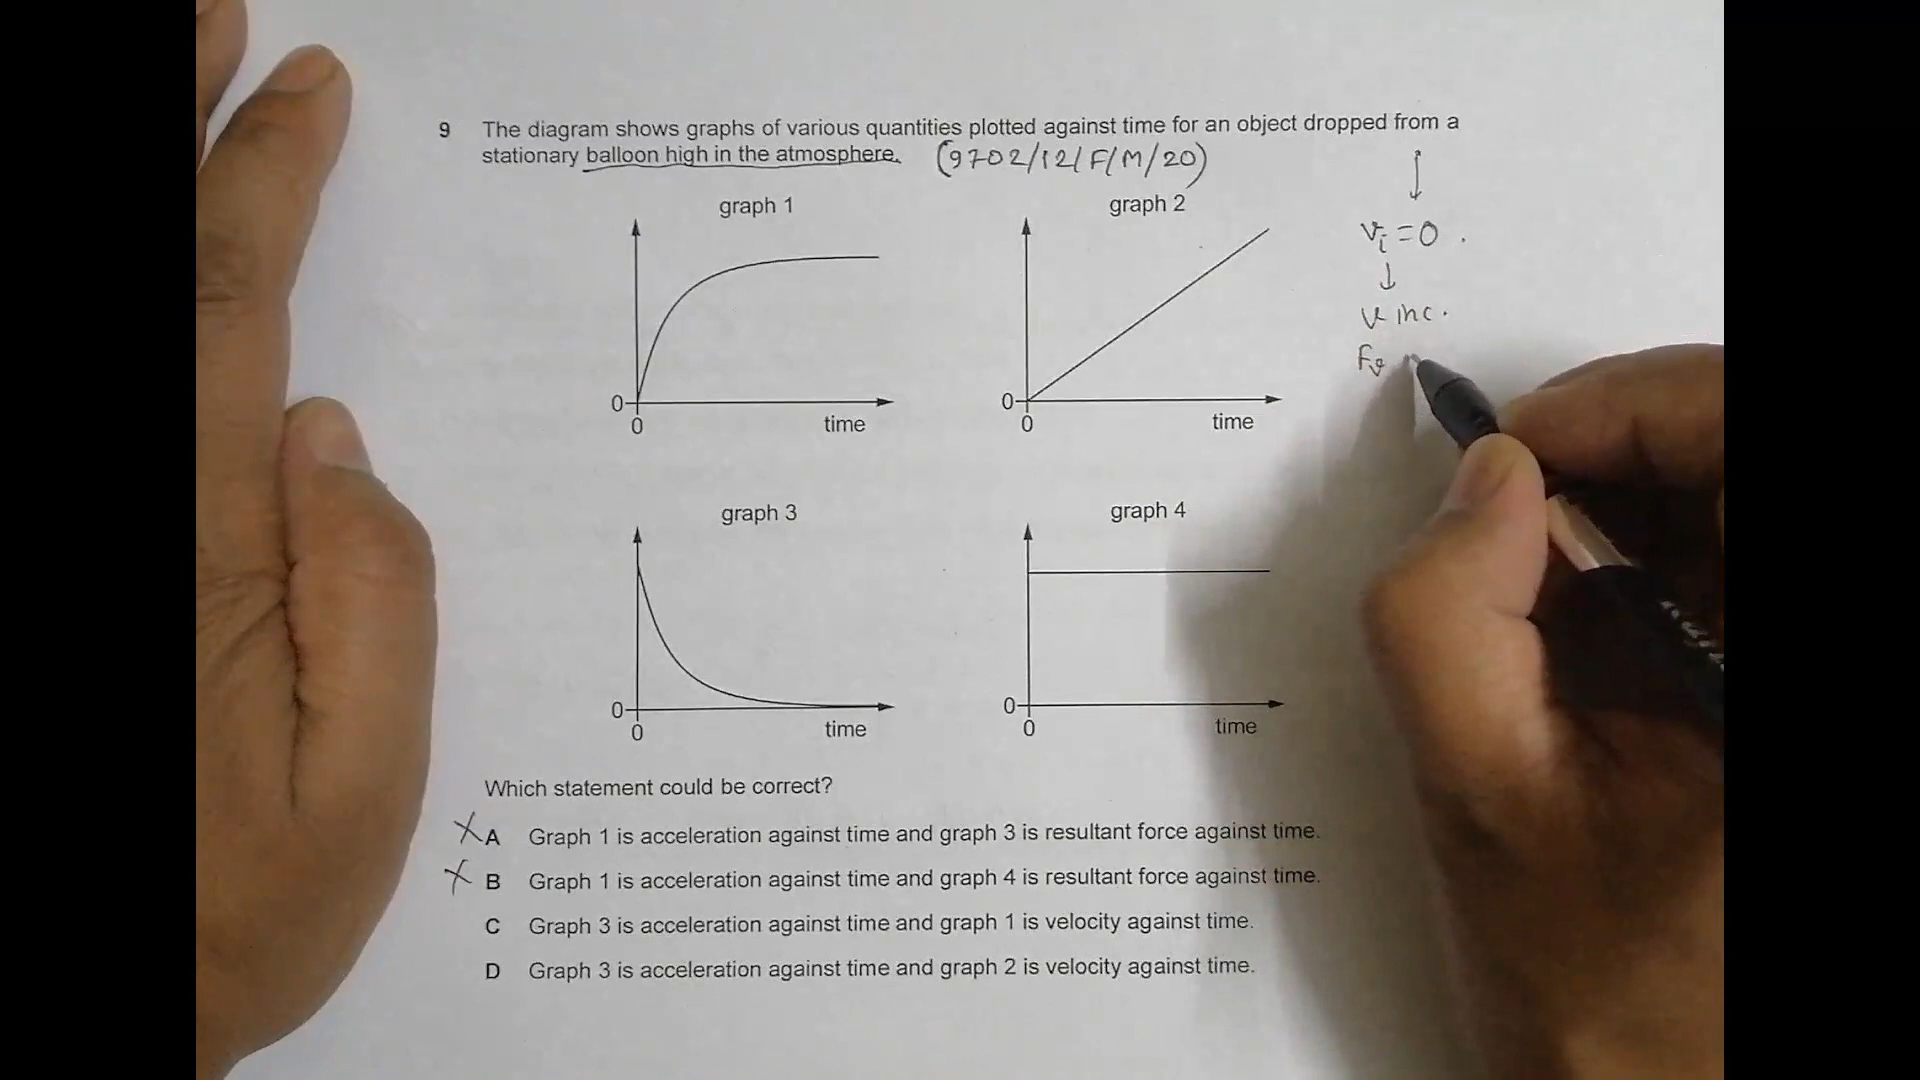 9 The diagram shows graphs of various quantities plotted against time for an object dropped from a
stationary balloon high in the atmosphere. (9702/12/F/M/20)
graph 1
0
0
time
graph 2
0
0
time
vi = 0 .
↓
v inc.
graph 3
0
0
time
graph 4
0
0
time
Which statement could be correct?
X A Graph 1 is acceleration against time and graph 3 is resultant force against time.
X B Graph 1 is acceleration against time and graph 4 is resultant force against time.
C Graph 3 is acceleration against time and graph 1 is velocity against time.
D Graph 3 is acceleration against time and graph 2 is velocity against time.